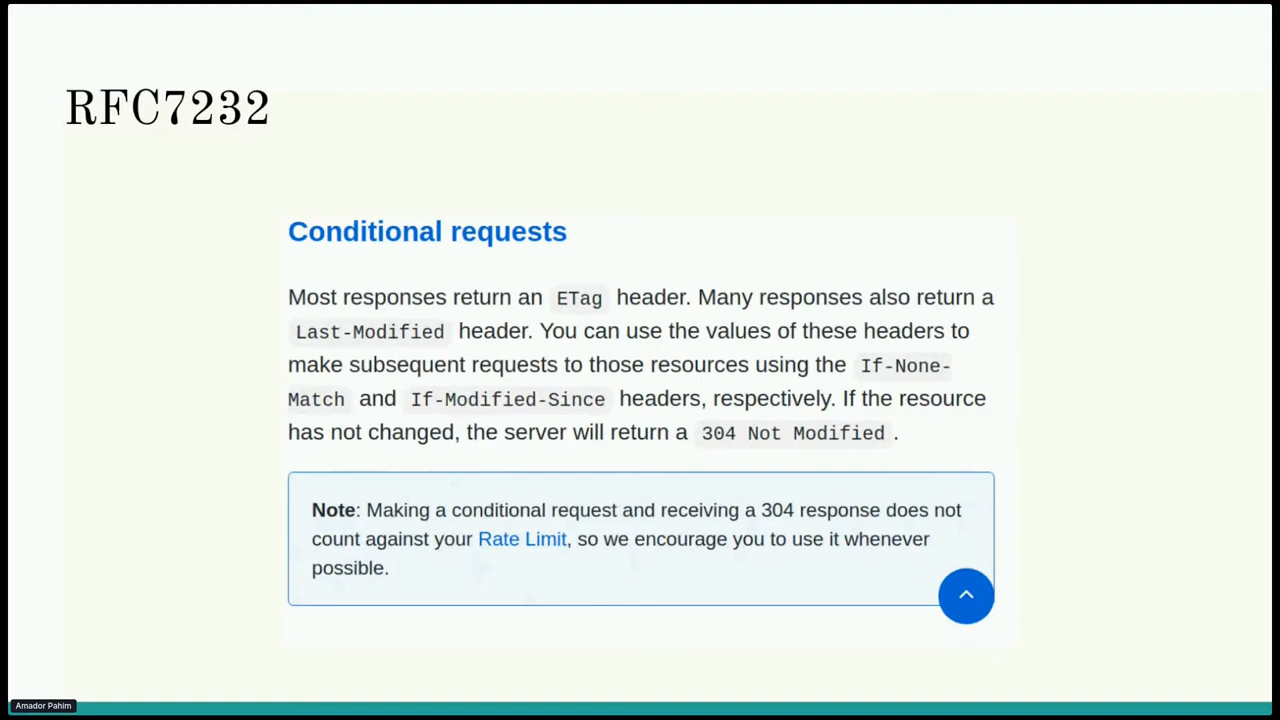 RFC7232
Conditional requests
Most responses return an ETag header. Many responses also return a
Last-Modified header. You can use the values of these headers to
make subsequent requests to those resources using the If-None-
Match and If-Modified-Since headers, respectively. If the resource
has not changed, the server will return a 304 Not Modified .
Note: Making a conditional request and receiving a 304 response does not
count against your Rate Limit, so we encourage you to use it whenever
possible.
Amador Pahim